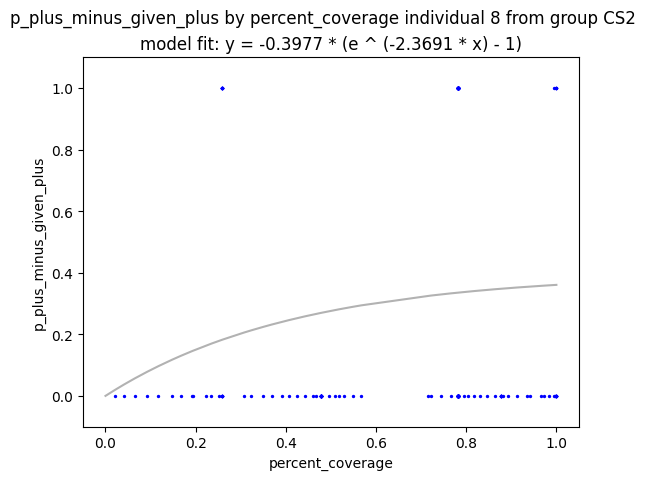 p_plus_minus_given_plus by percent_coverage individual 8 from group CS2
model fit: y = -0.3977 * (e ^ (-2.3691 * x) - 1)
1.0
0.8
0.6
0.4
0.2
0.0
p_plus_minus_given_plus
0.0 0.2 0.4 0.6 0.8 1.0
percent_coverage